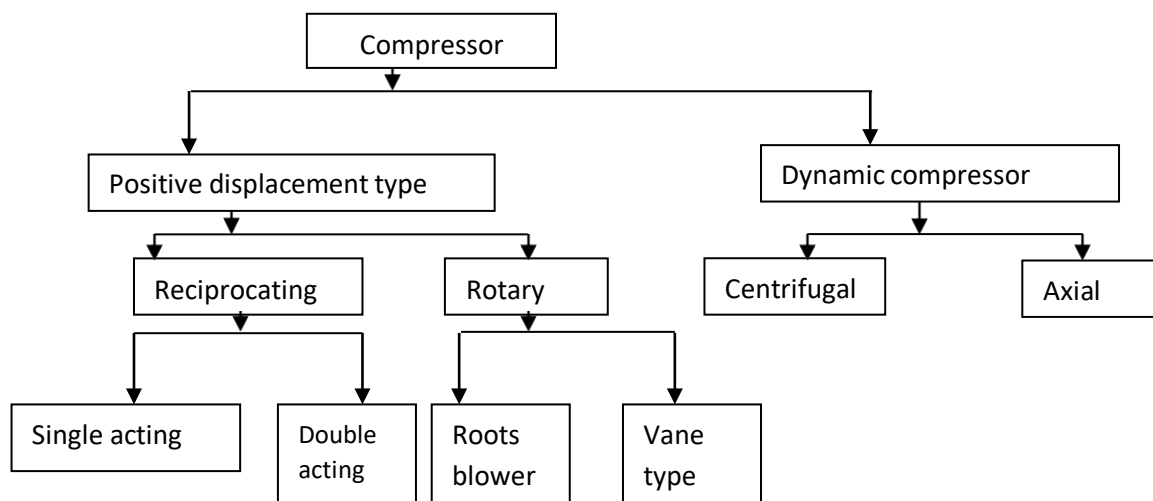 Compressor
Positive displacement type
Dynamic compressor
Reciprocating
Rotary
Centrifugal
Axial
Single acting
Double
acting
Roots
blower
Vane
type